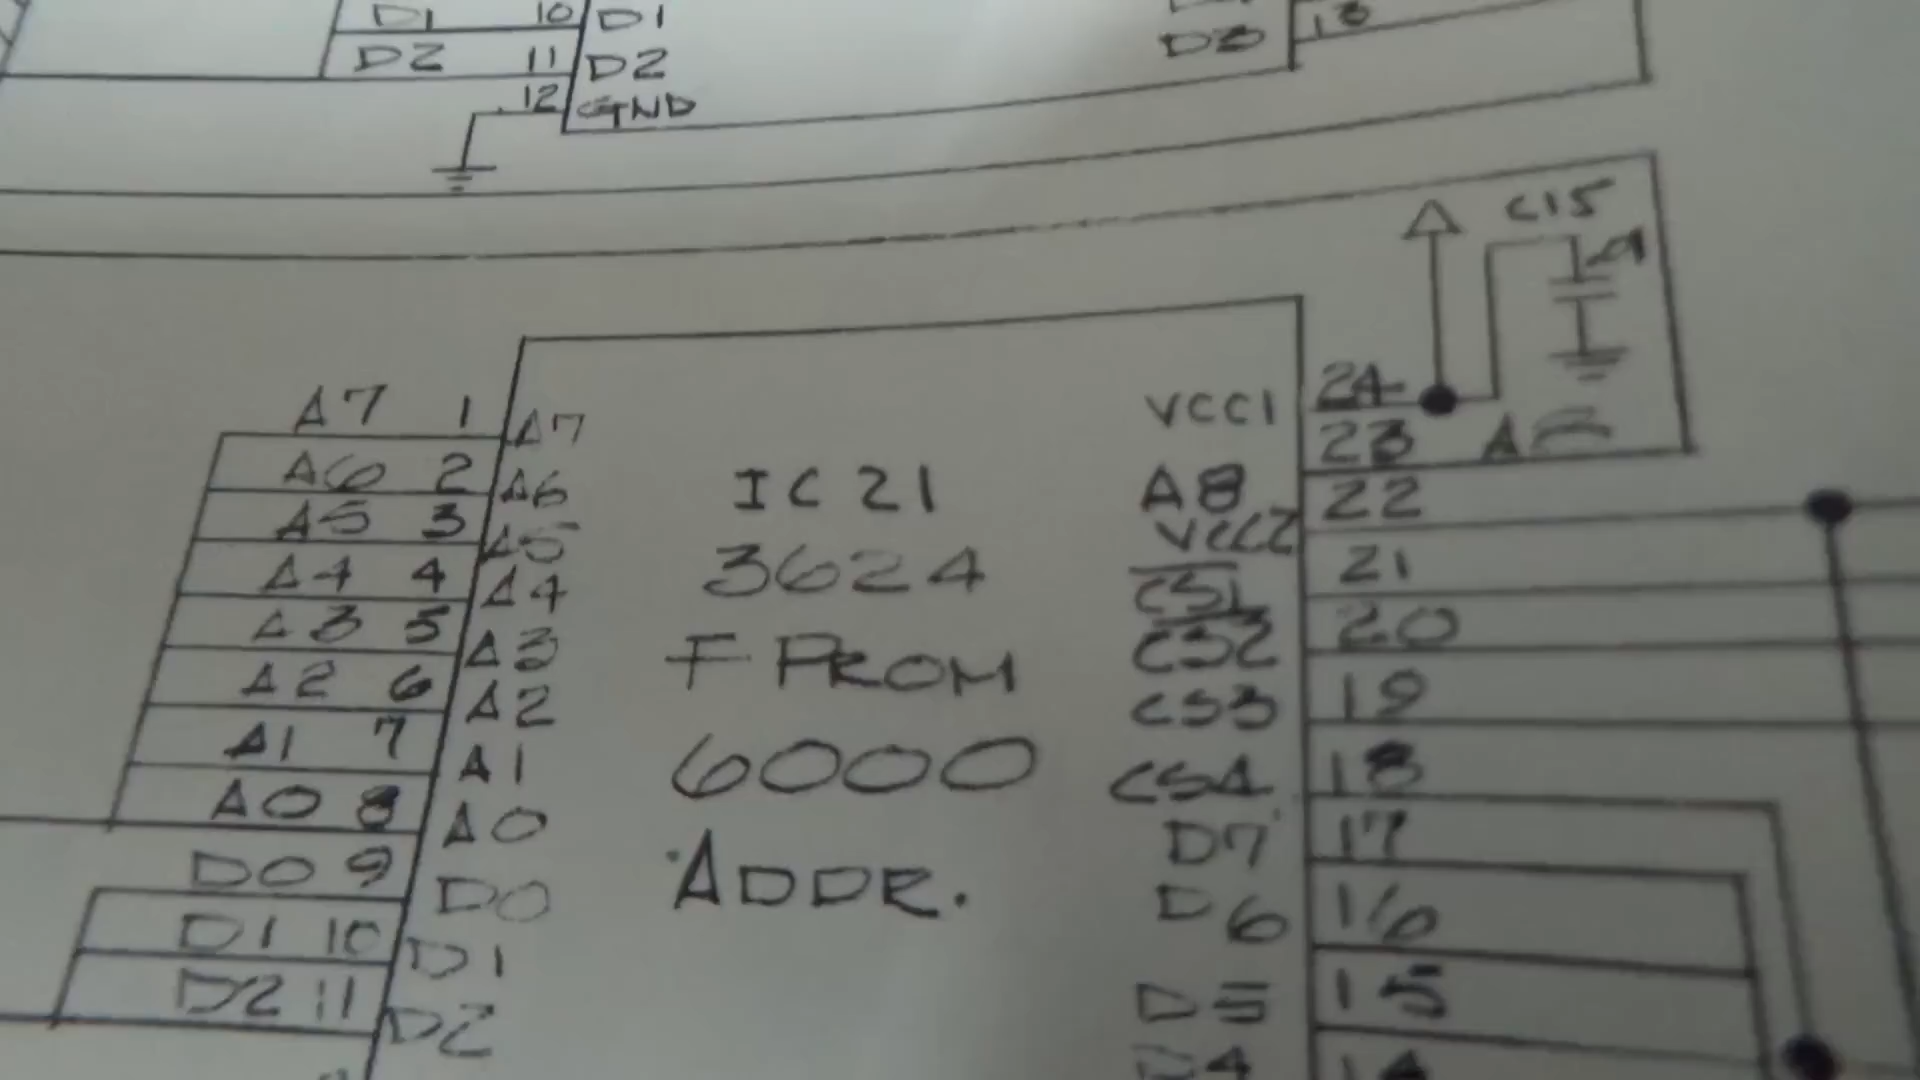 D1 10 D1
D2 11 D2
12 GND
D3 13
C15
A7 1 A7
A6 2 A6
A5 3 A5
A4 4 A4
A3 5 A3
A2 6 A2
A1 7 A1
A0 8 A0
D0 9 D0
D1 10 D1
D2 11 D2
IC21
3624
F PROM
6000
ADDR.
VCC1 24
A8 23 A8
VCC2 22
CS1 21
CS2 20
CS3 19
CS4 18
D7 17
D6 16
D5 15
D4 14